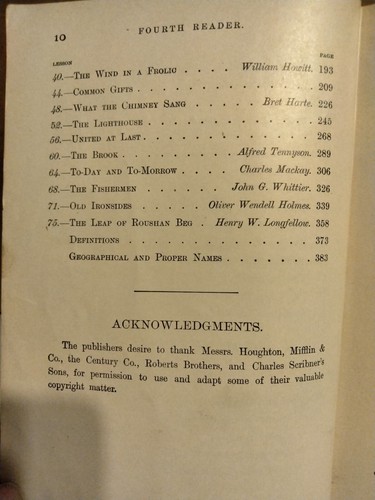 10
FOURTH READER.
LESSON PAGE
40.—THE WIND IN A FROLIC . . . . William Howitt. 193
44.—COMMON GIFTS . . . . . . . . . 209
48.—WHAT THE CHIMNEY SANG . . . . Bret Harte. 226
52.—THE LIGHTHOUSE . . . . . . . . . 245
56.—UNITED AT LAST . . . . . . . . . 268
60.—THE BROOK . . . . . . . Alfred Tennyson. 289
64.—TO-DAY AND TO-MORROW . . . . Charles Mackay. 306
68.—THE FISHERMEN . . . . . John G. Whittier. 326
71.—OLD IRONSIDES . . . . Oliver Wendell Holmes. 339
75.—THE LEAP OF ROUSHAN BEG . Henry W. Longfellow. 358
DEFINITIONS . . . . . . . . . . . 373
GEOGRAPHICAL AND PROPER NAMES . . . . . . 383
ACKNOWLEDGMENTS.
The publishers desire to thank Messrs. Houghton, Mifflin &
Co., the Century Co., Roberts Brothers, and Charles Scribner's
Sons, for permission to use and adapt some of their valuable
copyright matter.